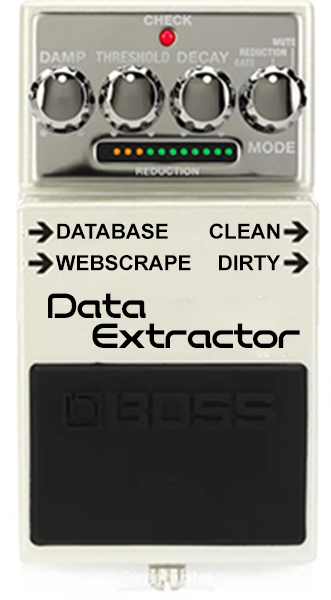 CHECK
DAMP THRESHOLD DECAY
MUTE
REDUCTION
GATE
MODE
REDUCTION
DATABASE CLEAN
WEBSCRAPE DIRTY
Data
Extractor
BOSS